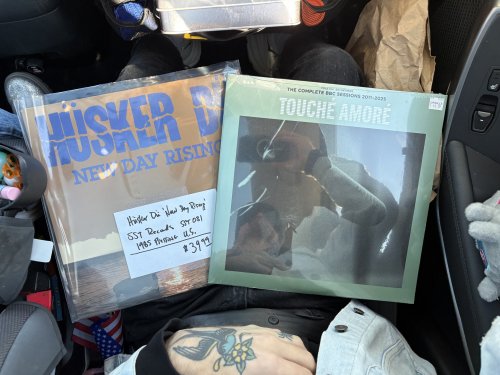 HÜSKER D
NEW DAY RISING
Hüsker Dü 'New Day Rising'
SST Records SST 031
1985 Pressing U.S.
$39.99
THE COMPLETE BBC SESSIONS 2011-2025
TOUCHÉ AMORÉ